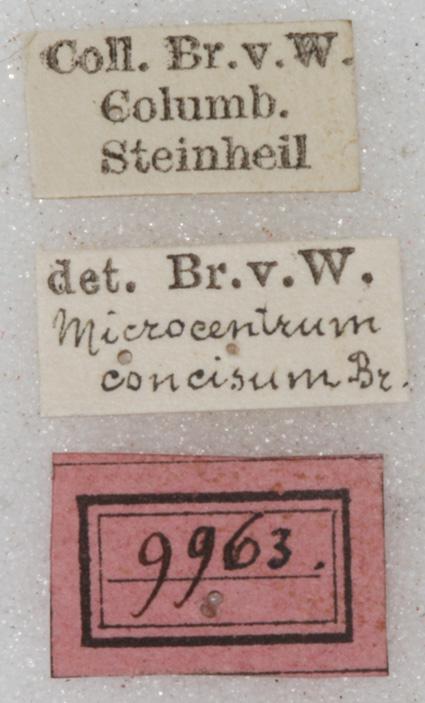 Coll. Br.v.W.
Columb.
Steinheil
det. Br.v.W.
Microcentrum
concisum Br.
9963.